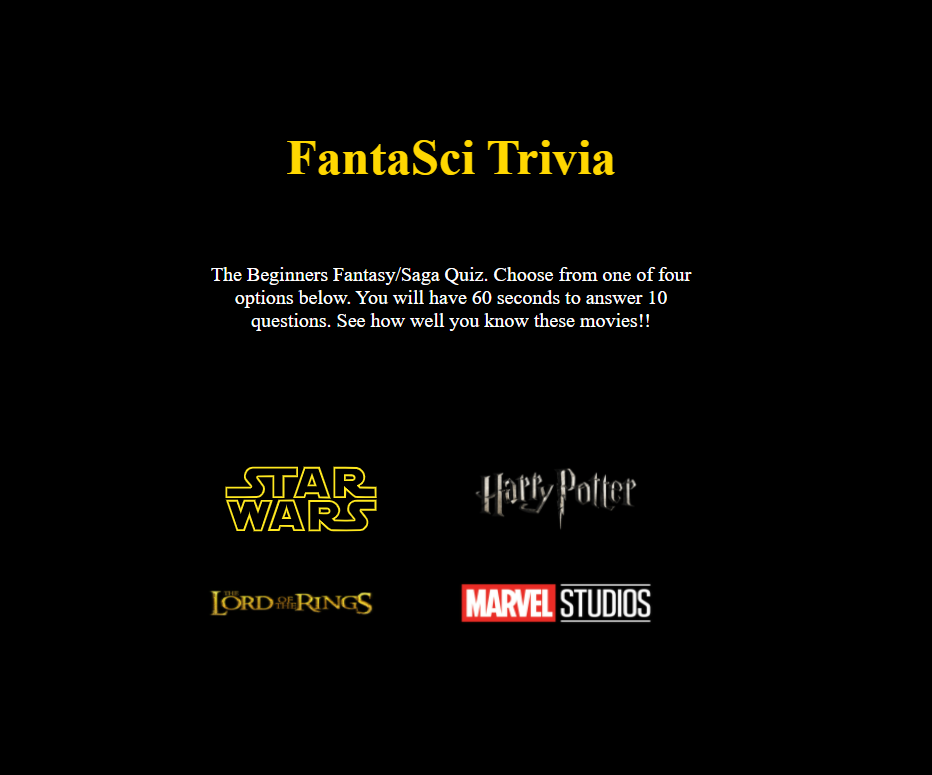 FantaSci Trivia
The Beginners Fantasy/Saga Quiz. Choose from one of four
options below. You will have 60 seconds to answer 10
questions. See how well you know these movies!!
STAR
WARS
Harry Potter
THE LORD OF THE RINGS
MARVEL STUDIOS